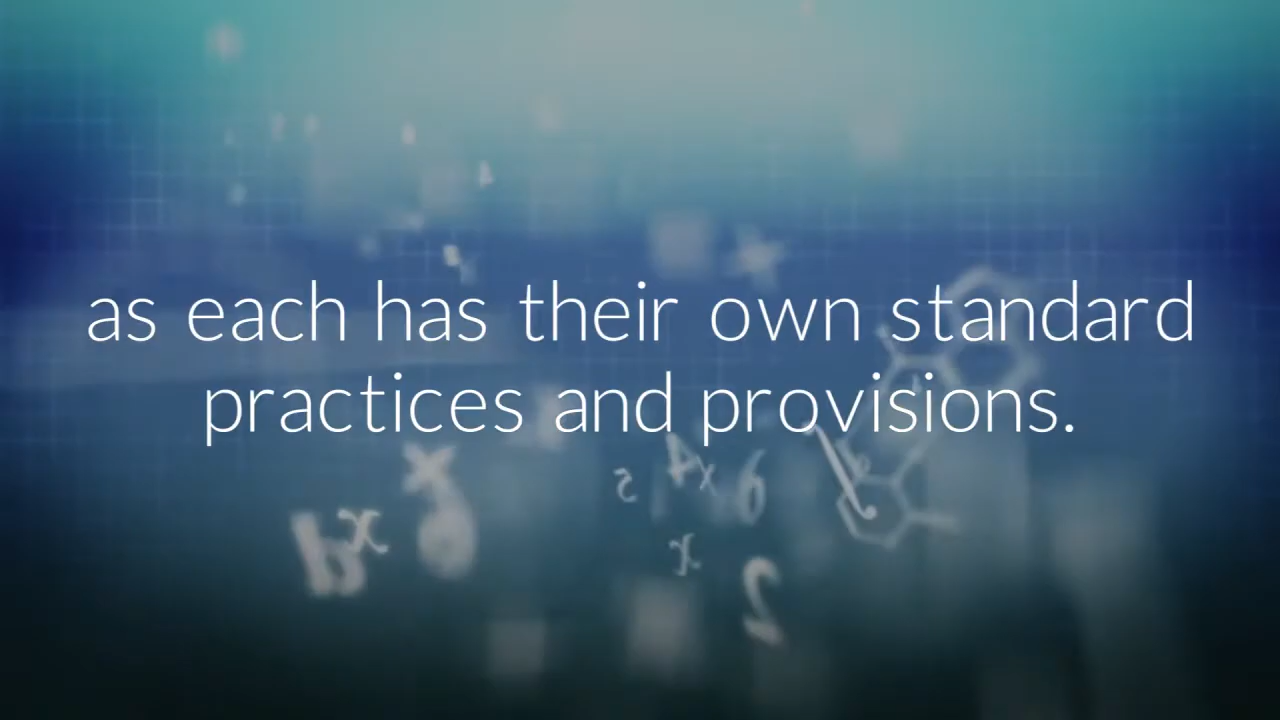 as each has their own standard
practices and provisions.